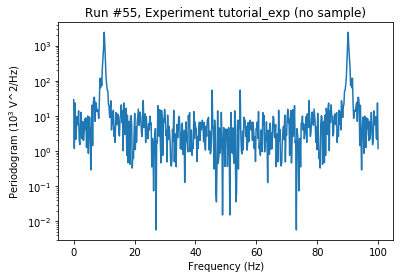 Run #55, Experiment tutorial_exp (no sample)
Periodogram (10³ V^2/Hz)
10³
10²
10¹
10⁰
10⁻¹
10⁻²
0 20 40 60 80 100
Frequency (Hz)